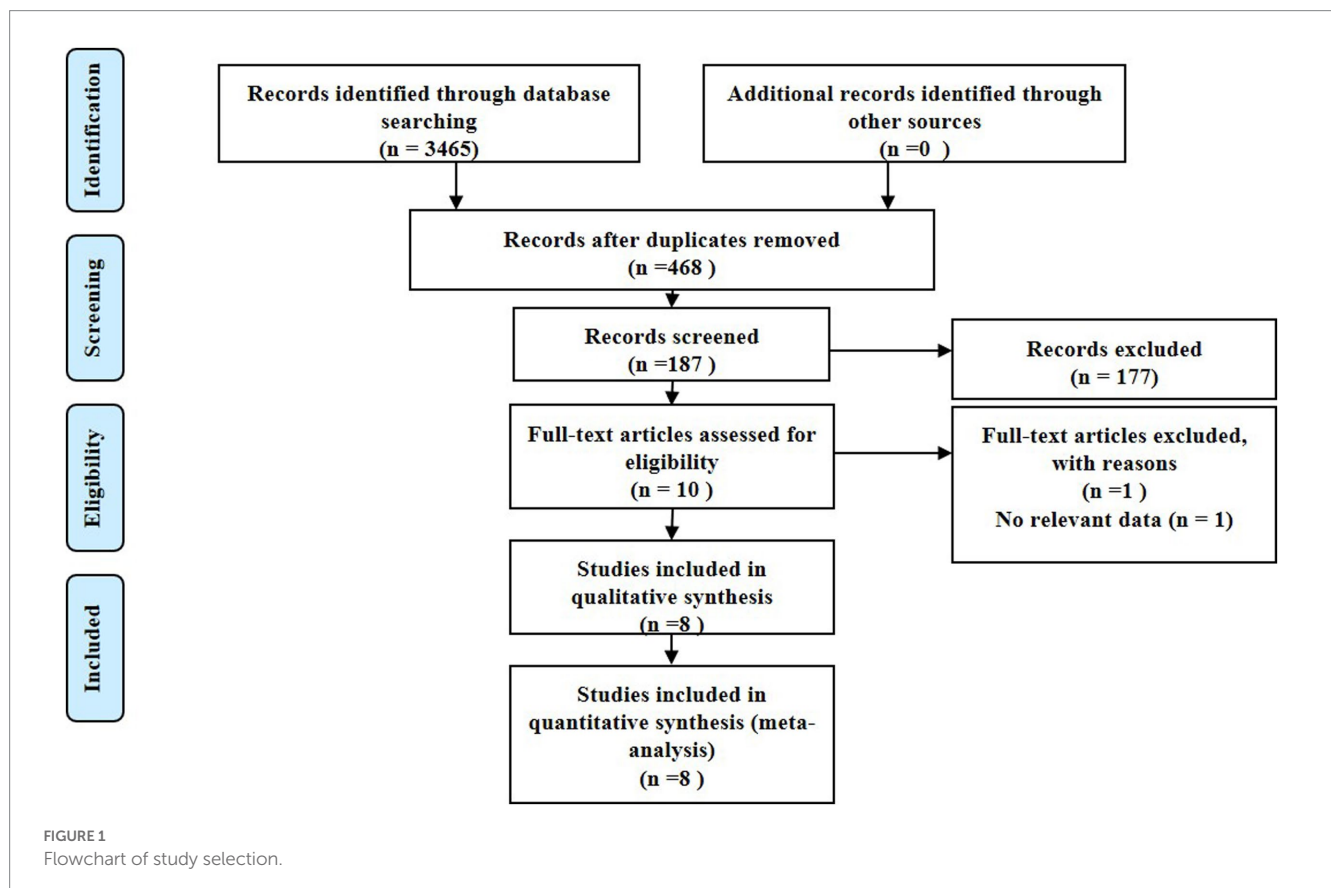 Identification
Records identified through database
searching
(n = 3465)
Additional records identified through
other sources
(n =0  )
Records after duplicates removed
(n =468 )
Screening
Records screened
(n =187 )
Records excluded
(n = 177)
Eligibility
Full-text articles assessed for
eligibility
(n = 10 )
Full-text articles excluded,
with reasons
(n =1 )
No relevant data (n = 1)
Included
Studies included in
qualitative synthesis
(n =8 )
Studies included in
quantitative synthesis (meta-
analysis)
(n =8 )
FIGURE 1
Flowchart of study selection.